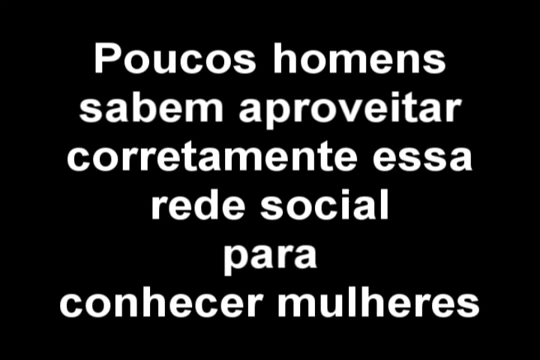 Poucos homens
sabem aproveitar
corretamente essa
rede social
para
conhecer mulheres